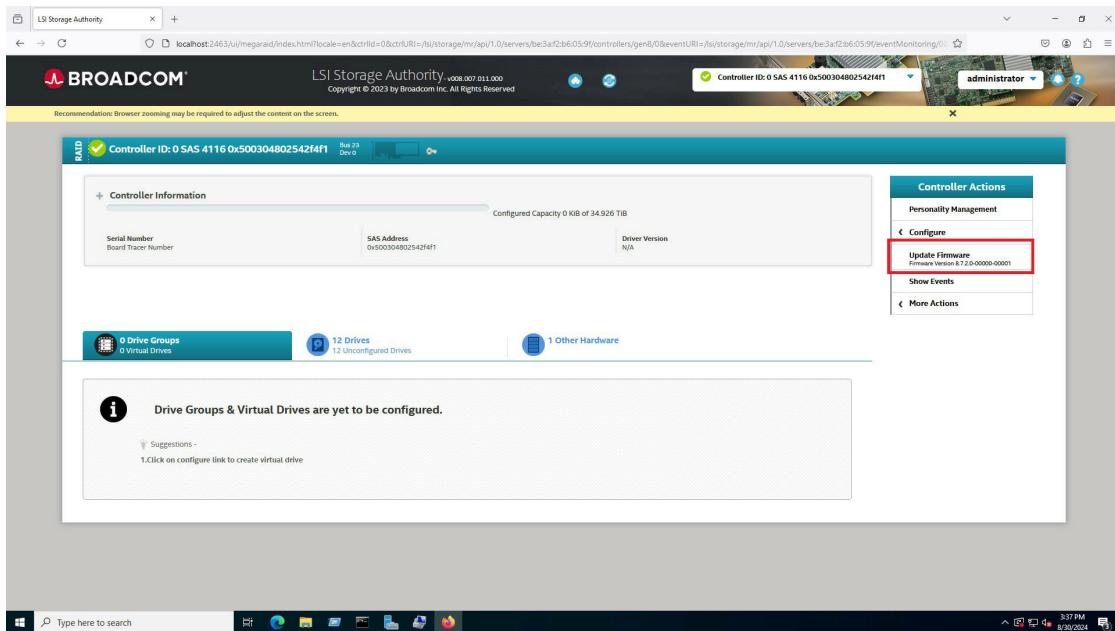 LSI Storage Authority
localhost:2463/ui/megaraid/index.html?locale=en&ctrlId=0&ctrlURI=/lsi/storage/mr/api/1.0/servers/be:3a:f2:b6:05:9f/controllers/gen8/0&eventURI=/lsi/storage/mr/api/1.0/servers/be:3a:f2:b6:05:9f/eventMonitoring/0
BROADCOM
LSI Storage Authority v008.007.011.000
Copyright © 2023 by Broadcom Inc. All Rights Reserved
Controller ID: 0 SAS 4116 0x500304802542f4f1
administrator
?
Recommendation: Browser zooming may be required to adjust the content on the screen.
RAID
Controller ID: 0 SAS 4116 0x500304802542f4f1
Bus 23
Dev 0
Controller Information
Configured Capacity 0 KiB of 34.926 TiB
Serial Number
Board Tracer Number
SAS Address
0x500304802542f4f1
Driver Version
N/A
Controller Actions
Personality Management
Configure
Update Firmware
Firmware Version 8.7.2.0-00000-00001
Show Events
More Actions
0 Drive Groups
0 Virtual Drives
12 Drives
12 Unconfigured Drives
1 Other Hardware
Drive Groups & Virtual Drives are yet to be configured.
Suggestions -
1.Click on configure link to create virtual drive
Type here to search
3:37 PM
8/30/2024